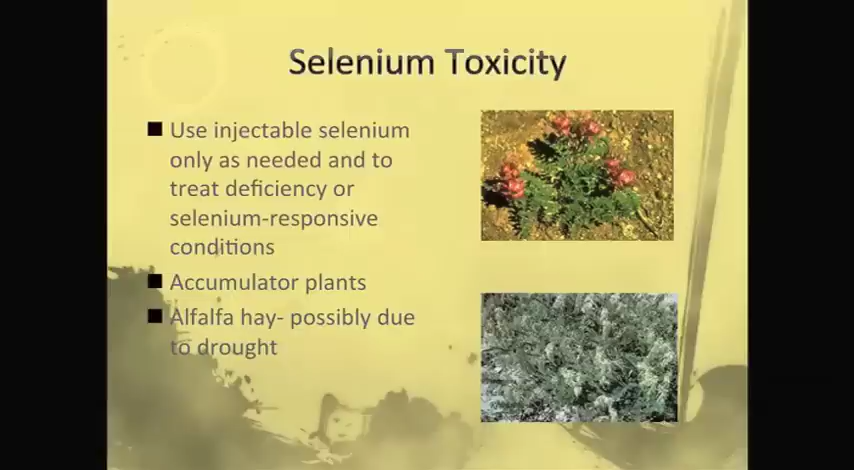 Selenium Toxicity
Use injectable selenium
only as needed and to
treat deficiency or
selenium-responsive
conditions
Accumulator plants
Alfalfa hay- possibly due
to drought